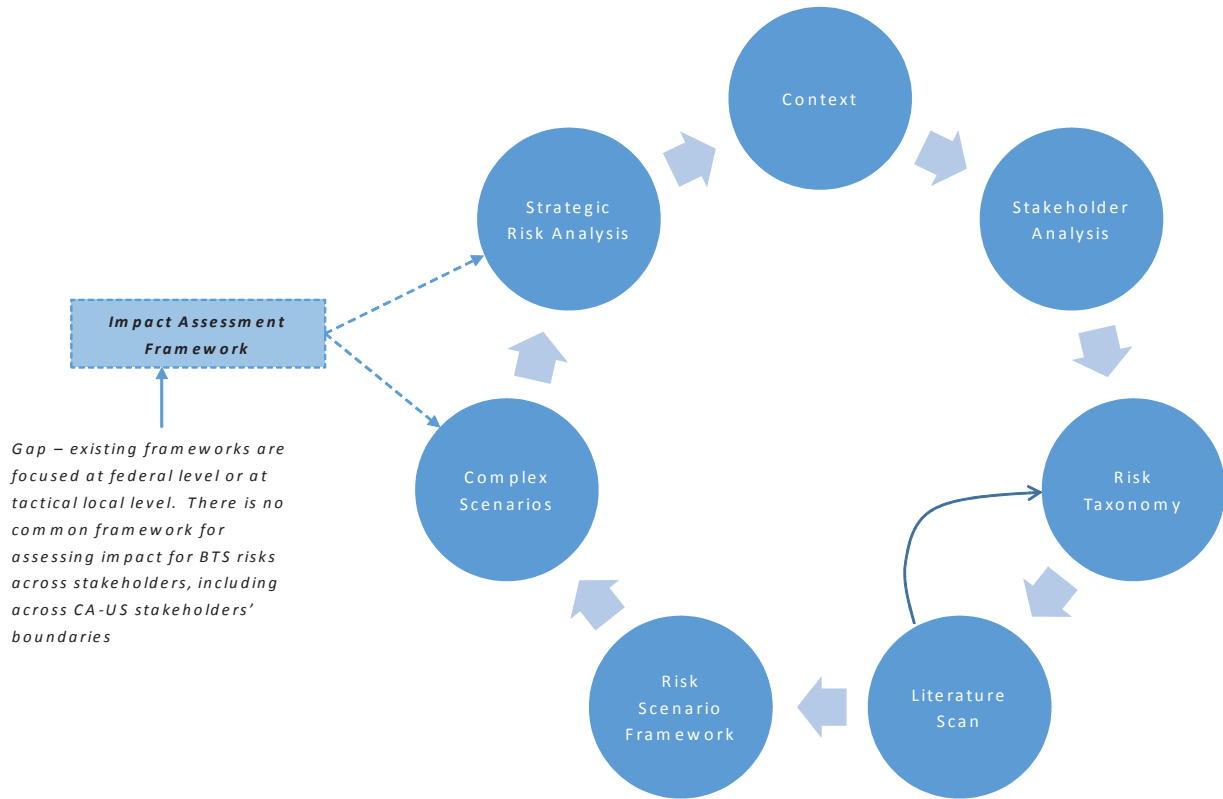 Context
Stakeholder
Analysis
Risk
Taxonomy
Literature
Scan
Risk
Scenario
Framework
Complex
Scenarios
Strategic
Risk Analysis
Impact Assessment
Framework
Gap – existing frameworks are
focused at federal level or at
tactical local level.  There is no
common framework for
assessing impact for BTS risks
across stakeholders, including
across CA-US stakeholders’
boundaries